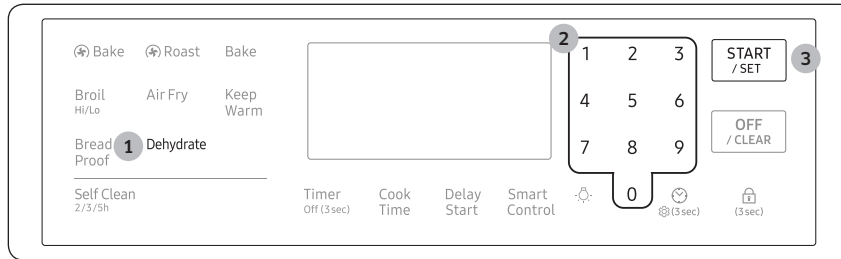 Bake Roast Bake
2
1 2 3
START
/ SET
3
Broil
Hi/Lo
Air Fry
Keep
Warm
4 5 6
OFF
/ CLEAR
Bread
Proof
1
Dehydrate
7 8 9
Self Clean
2/3/5h
Timer
Off (3 sec)
Cook
Time
Delay
Start
Smart
Control
0
(3 sec)
(3 sec)